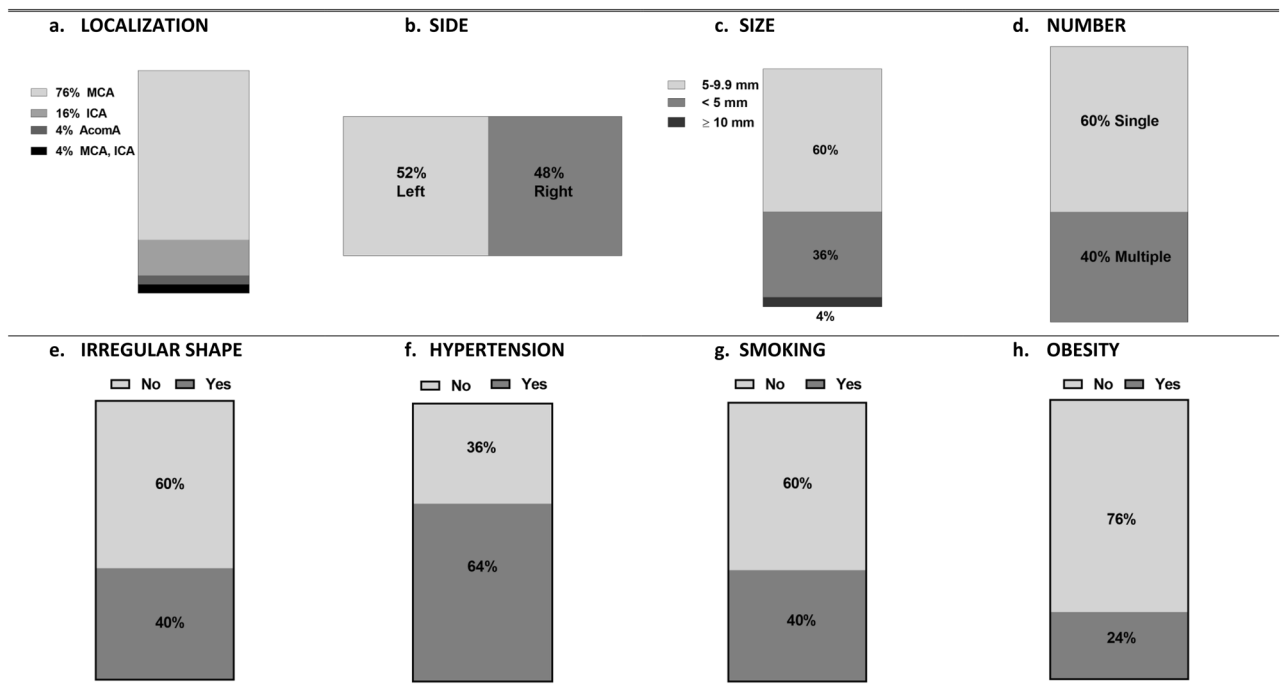 a. LOCALIZATION
76% MCA
16% ICA
4% AcomA
4% MCA, ICA
b. SIDE
52%
Left
48%
Right
c. SIZE
5-9.9 mm
< 5 mm
≥ 10 mm
60%
36%
4%
d. NUMBER
60% Single
40% Multiple
e. IRREGULAR SHAPE
No Yes
60%
40%
f. HYPERTENSION
No Yes
36%
64%
g. SMOKING
No Yes
60%
40%
h. OBESITY
No Yes
76%
24%